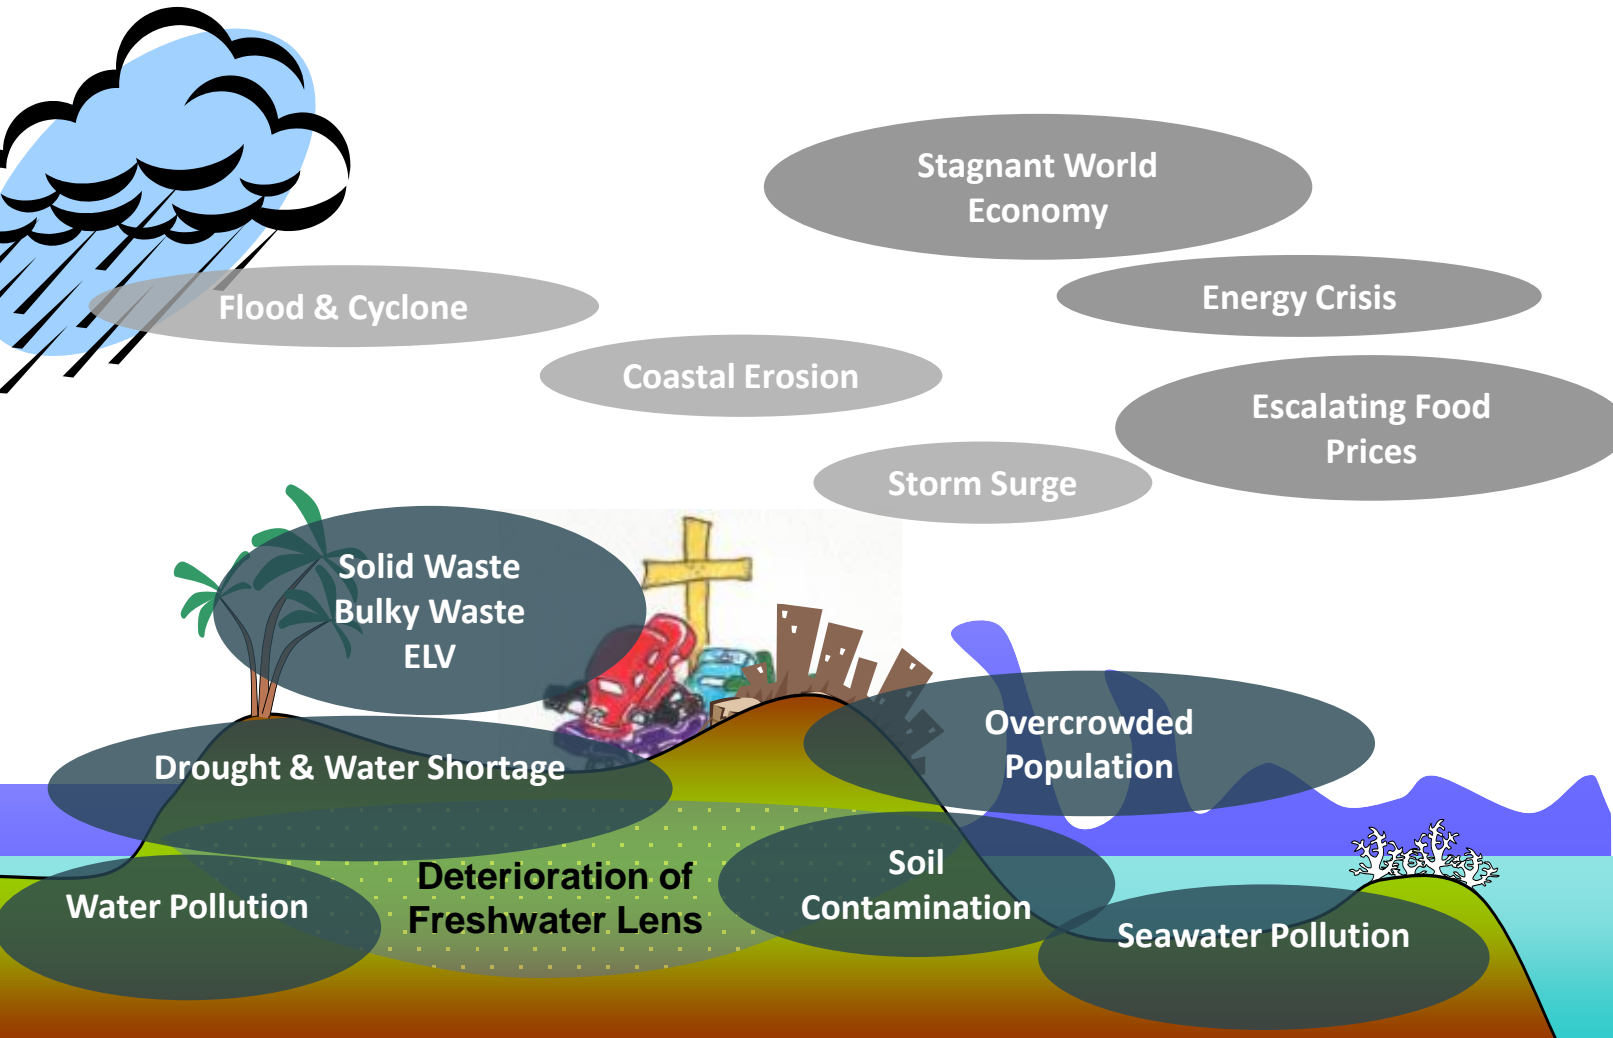 Stagnant World
Economy
Flood & Cyclone
Energy Crisis
Coastal Erosion
Escalating Food
Prices
Storm Surge
Solid Waste
Bulky Waste
ELV
Overcrowded
Population
Drought & Water Shortage
Deterioration of
Freshwater Lens
Soil
Contamination
Water Pollution
Seawater Pollution